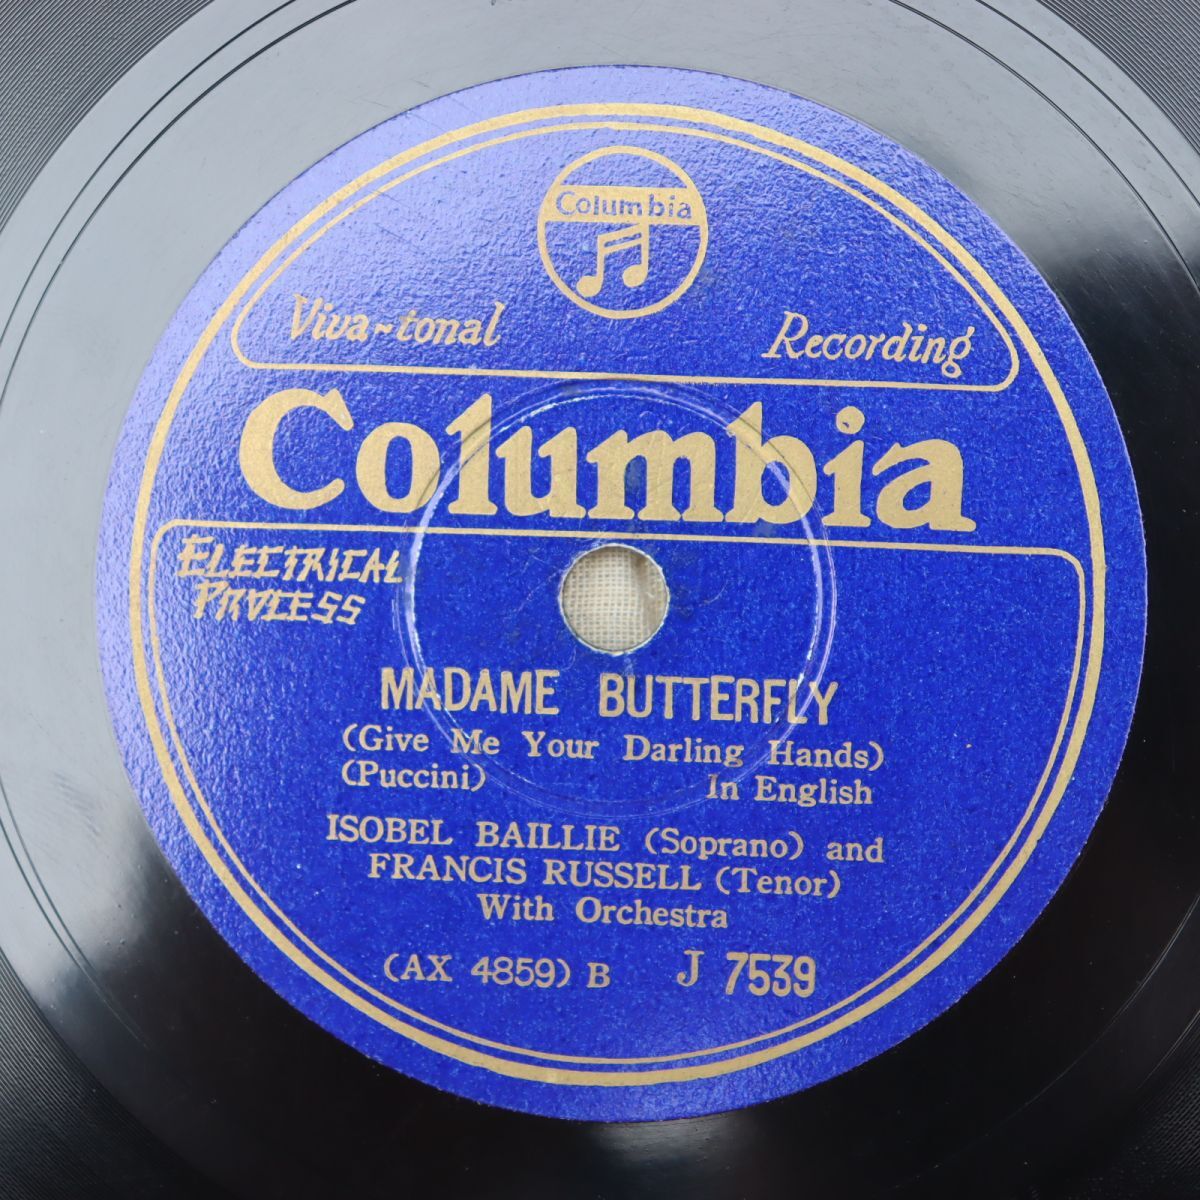 Columbia
Viva-tonal Recording
Columbia
ELECTRICAL
PROCESS
MADAME BUTTERFLY
(Give Me Your Darling Hands)
(Puccini) In English
ISOBEL BAILLIE (Soprano) and
FRANCIS RUSSELL (Tenor)
With Orchestra
(AX 4859) B J 7539